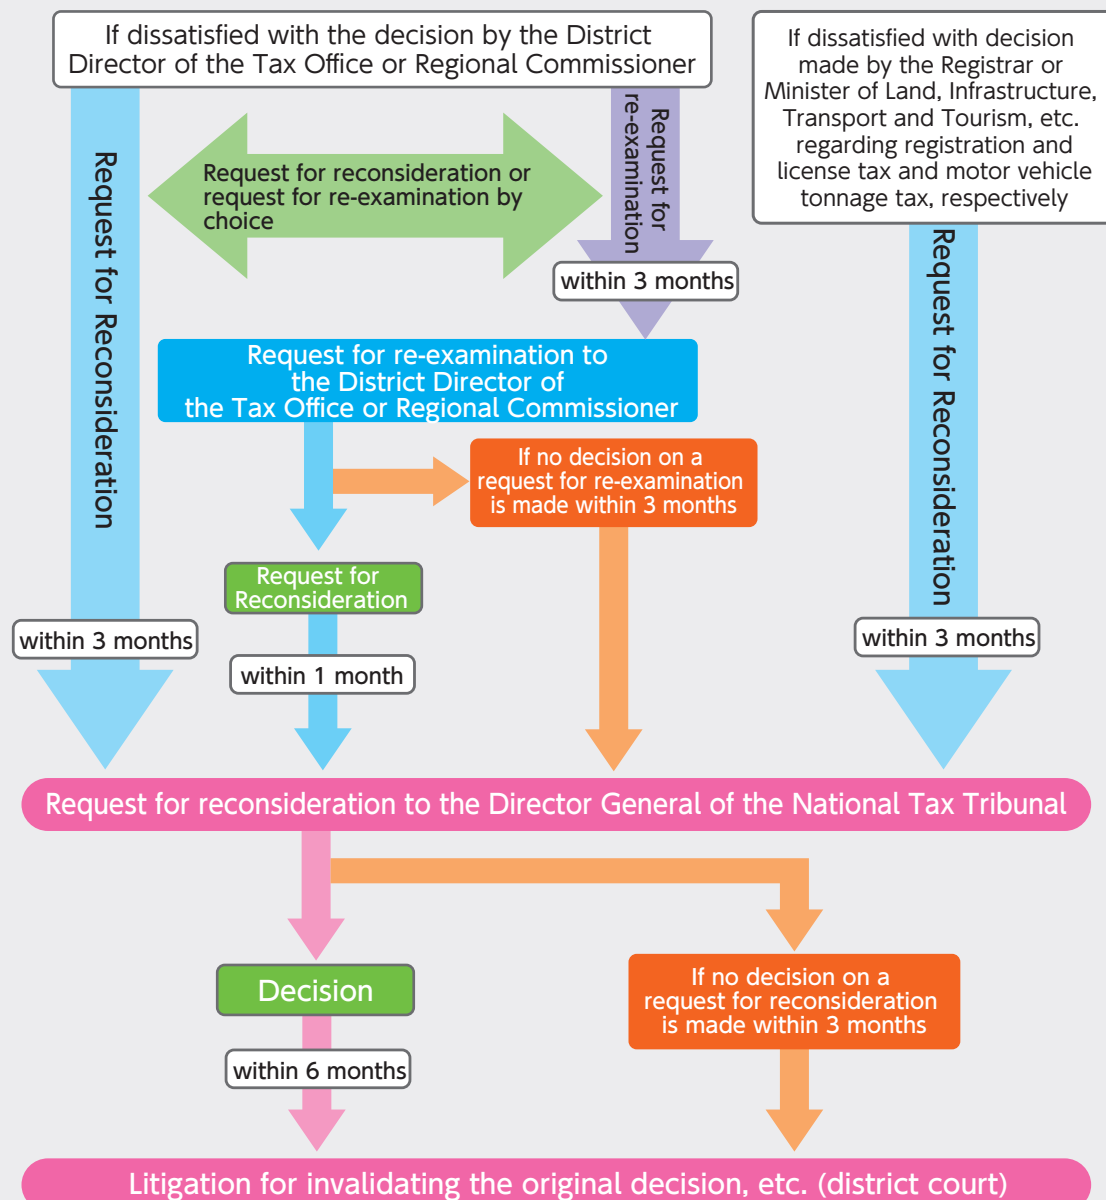 If dissatisfied with the decision by the District
Director of the Tax Office or Regional Commissioner
If dissatisfied with decision
made by the Registrar or
Minister of Land, Infrastructure,
Transport and Tourism, etc.
regarding registration and
license tax and motor vehicle
tonnage tax, respectively
Request for Reconsideration
Request for reconsideration or
request for re-examination by
choice
Request for
re-examination
within 3 months
Request for Reconsideration
Request for re-examination to
the District Director of
the Tax Office or Regional Commissioner
If no decision on a
request for re-examination
is made within 3 months
Request for
Reconsideration
within 3 months
within 1 month
within 3 months
Request for reconsideration to the Director General of the National Tax Tribunal
Decision
If no decision on a
request for reconsideration
is made within 3 months
within 6 months
Litigation for invalidating the original decision, etc. (district court)